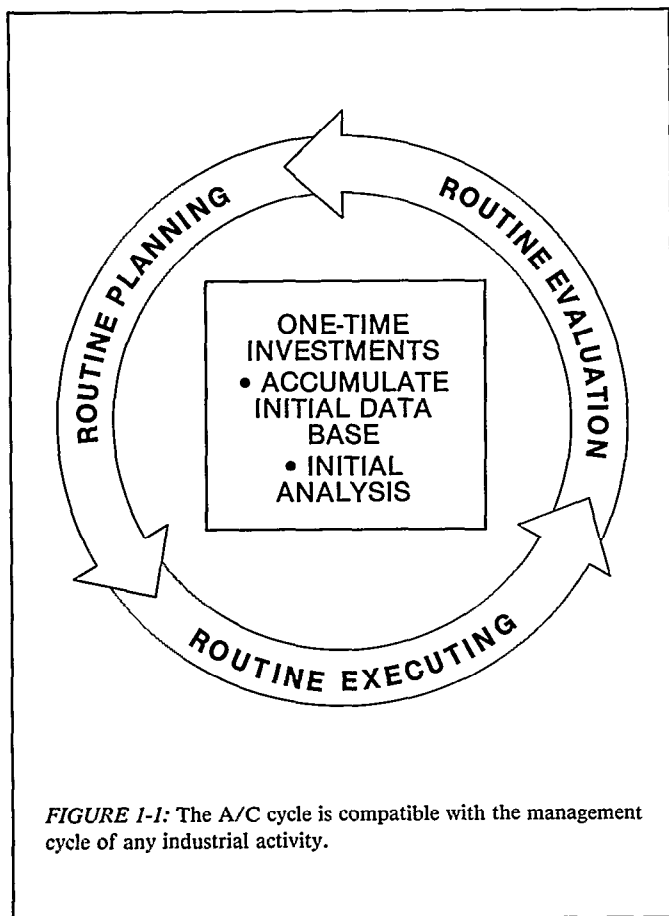 ROUTINE PLANNING
ROUTINE EVALUATION
ONE-TIME
INVESTMENTS
• ACCUMULATE
INITIAL DATA
BASE
• INITIAL
ANALYSIS
ROUTINE EXECUTING
FIGURE 1-1: The A/C cycle is compatible with the management
cycle of any industrial activity.